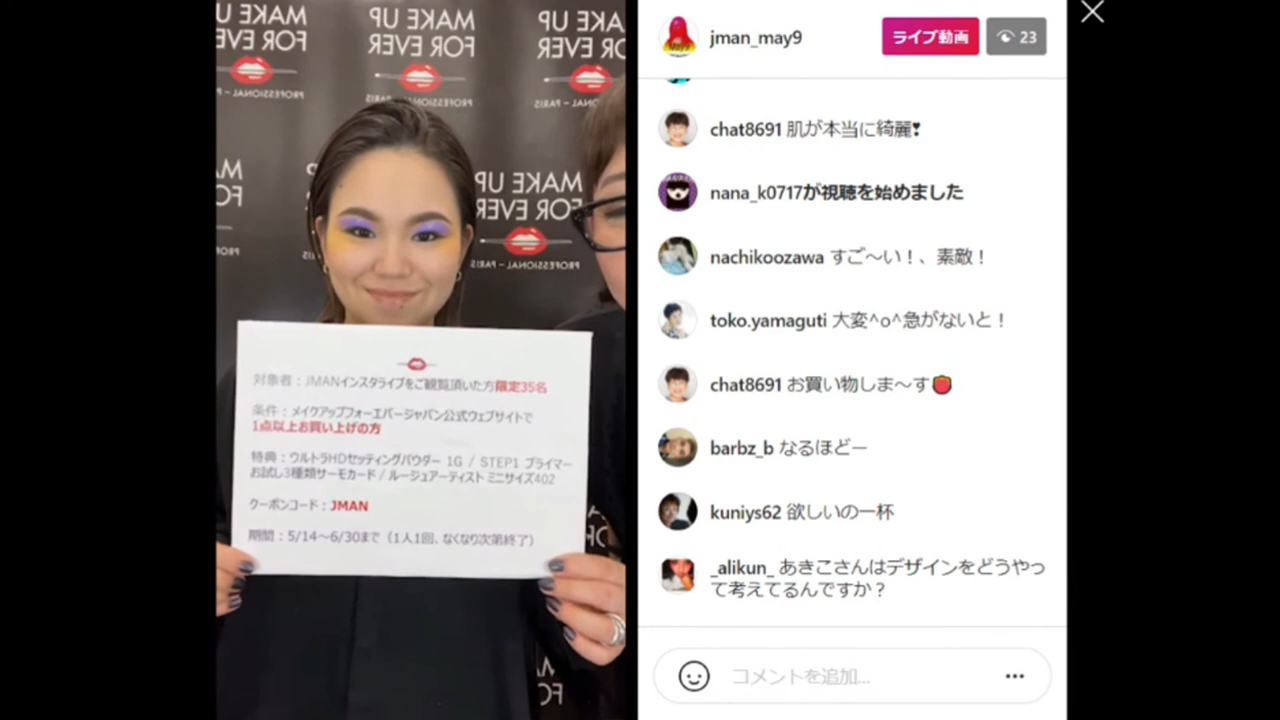 MAKE UP
FOR EVER
PROFESSIONAL – PARIS
MAKE UP
FOR EVER
PROFESSIONAL – PARIS
MAKE UP
FOR EVER
PROFESSIONAL – PARIS
対象者：JMANインスタライブをご観覧頂いた方限定35名
条件：メイクアップフォーエバージャパン公式ウェブサイトで
1点以上お買い上げの方
特典：ウルトラHDセッティングパウダー 1G / STEP1 プライマー
お試し3種類サーモカード / ルージュアーティスト ミニサイズ402
クーポンコード：JMAN
期間：5/14～6/30まで（1人1回、なくなり次第終了）
jman_may9
ライブ動画
23
chat8691 肌が本当に綺麗❣
nana_k0717が視聴を始めました
nachikoozawa すご〜い！、素敵！
toko.yamaguti 大変^o^急がないと！
chat8691 お買い物しま〜す
barbz_b なるほどー
kuniys62 欲しいの一杯
_alikun_ あきこさんはデザインをどうやっ
て考えてるんですか？
コメントを追加...